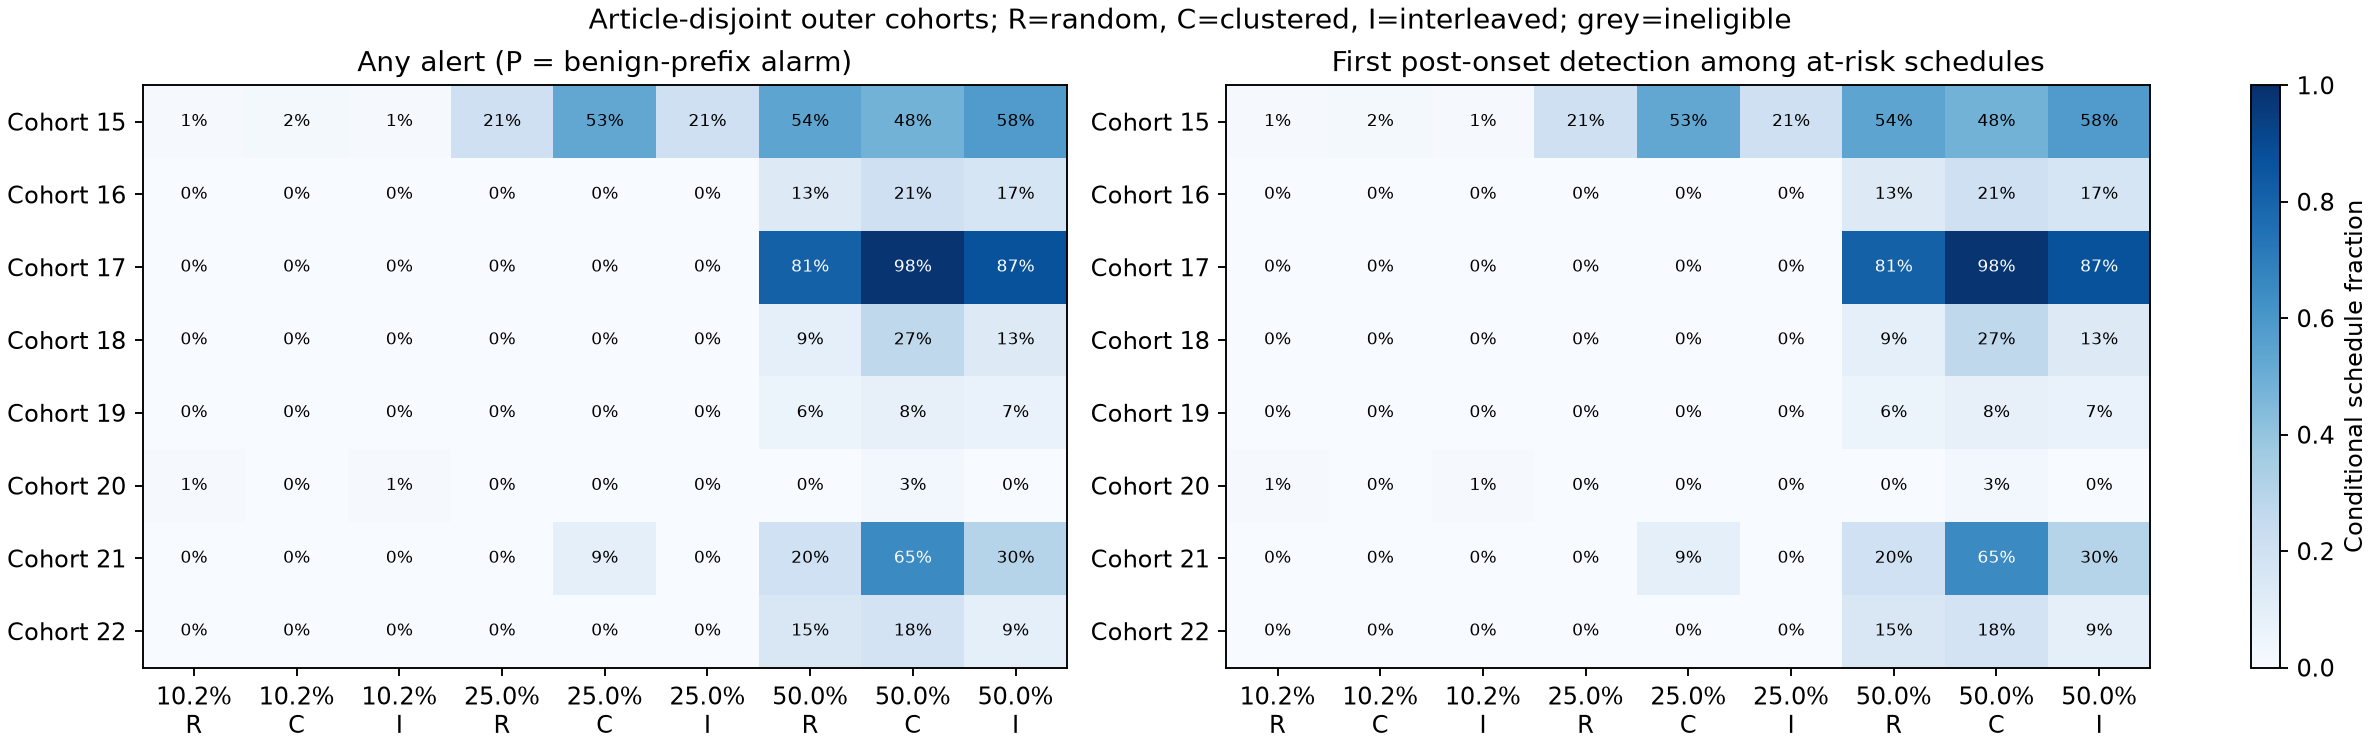 Article-disjoint outer cohorts; R=random, C=clustered, I=interleaved; grey=ineligible
Any alert (P = benign-prefix alarm)
Cohort 15 1% 2% 1% 21% 53% 21% 54% 48% 58%
Cohort 16 0% 0% 0% 0% 0% 0% 13% 21% 17%
Cohort 17 0% 0% 0% 0% 0% 0% 81% 98% 87%
Cohort 18 0% 0% 0% 0% 0% 0% 9% 27% 13%
Cohort 19 0% 0% 0% 0% 0% 0% 6% 8% 7%
Cohort 20 1% 0% 1% 0% 0% 0% 0% 3% 0%
Cohort 21 0% 0% 0% 0% 9% 0% 20% 65% 30%
Cohort 22 0% 0% 0% 0% 0% 0% 15% 18% 9%
10.2% 10.2% 10.2% 25.0% 25.0% 25.0% 50.0% 50.0% 50.0%
R C I R C I R C I
First post-onset detection among at-risk schedules
Cohort 15 1% 2% 1% 21% 53% 21% 54% 48% 58%
Cohort 16 0% 0% 0% 0% 0% 0% 13% 21% 17%
Cohort 17 0% 0% 0% 0% 0% 0% 81% 98% 87%
Cohort 18 0% 0% 0% 0% 0% 0% 9% 27% 13%
Cohort 19 0% 0% 0% 0% 0% 0% 6% 8% 7%
Cohort 20 1% 0% 1% 0% 0% 0% 0% 3% 0%
Cohort 21 0% 0% 0% 0% 9% 0% 20% 65% 30%
Cohort 22 0% 0% 0% 0% 0% 0% 15% 18% 9%
10.2% 10.2% 10.2% 25.0% 25.0% 25.0% 50.0% 50.0% 50.0%
R C I R C I R C I
1.0
0.8
0.6
0.4
0.2
0.0
Conditional schedule fraction